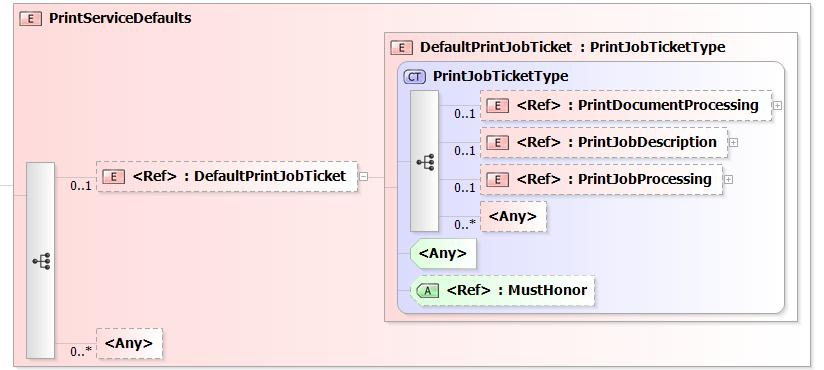 E PrintServiceDefaults
E DefaultPrintJobTicket : PrintJobTicketType
CT PrintJobTicketType
0..1 E <Ref> : PrintDocumentProcessing
0..1 E <Ref> : PrintJobDescription
0..1 E <Ref> : PrintJobProcessing
0..* <Any>
<Any>
A <Ref> : MustHonor
0..1 E <Ref> : DefaultPrintJobTicket
0..* <Any>